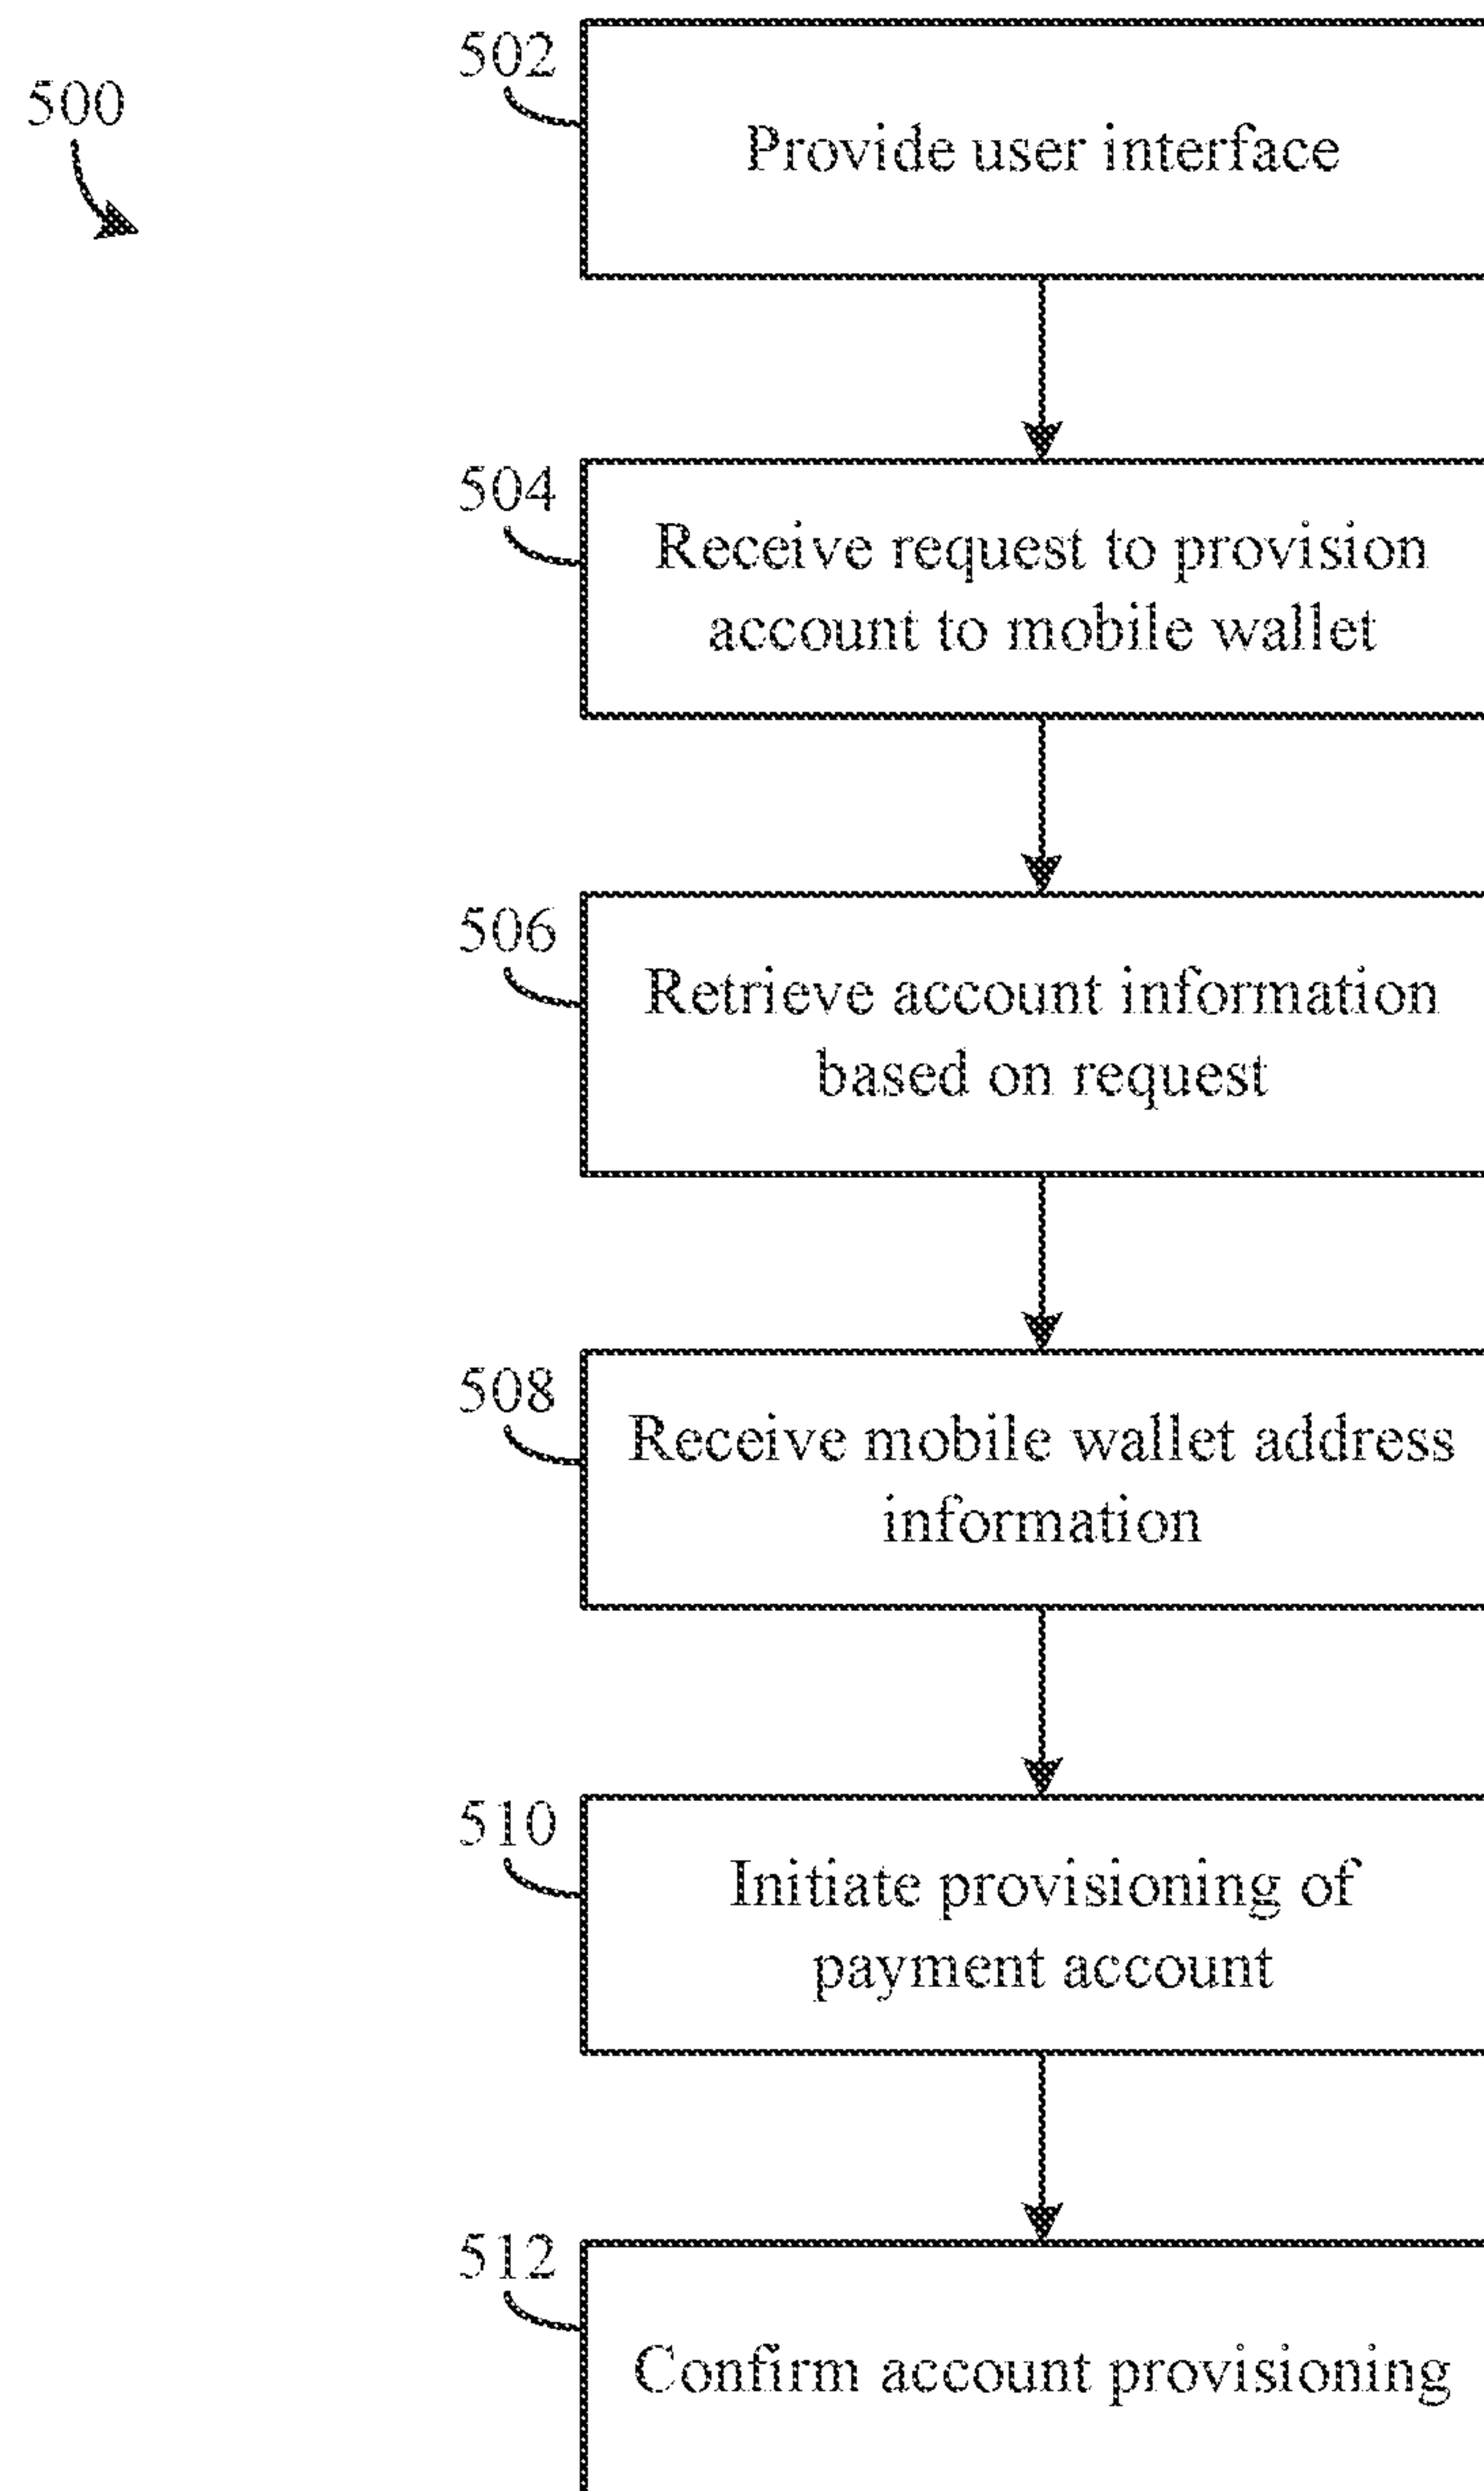 500
502
Provide user interface
504
Receive request to provision
account to mobile wallet
506
Retrieve account information
based on request
508
Receive mobile wallet address
information
510
Initiate provisioning of
payment account
512
Confirm account provisioning